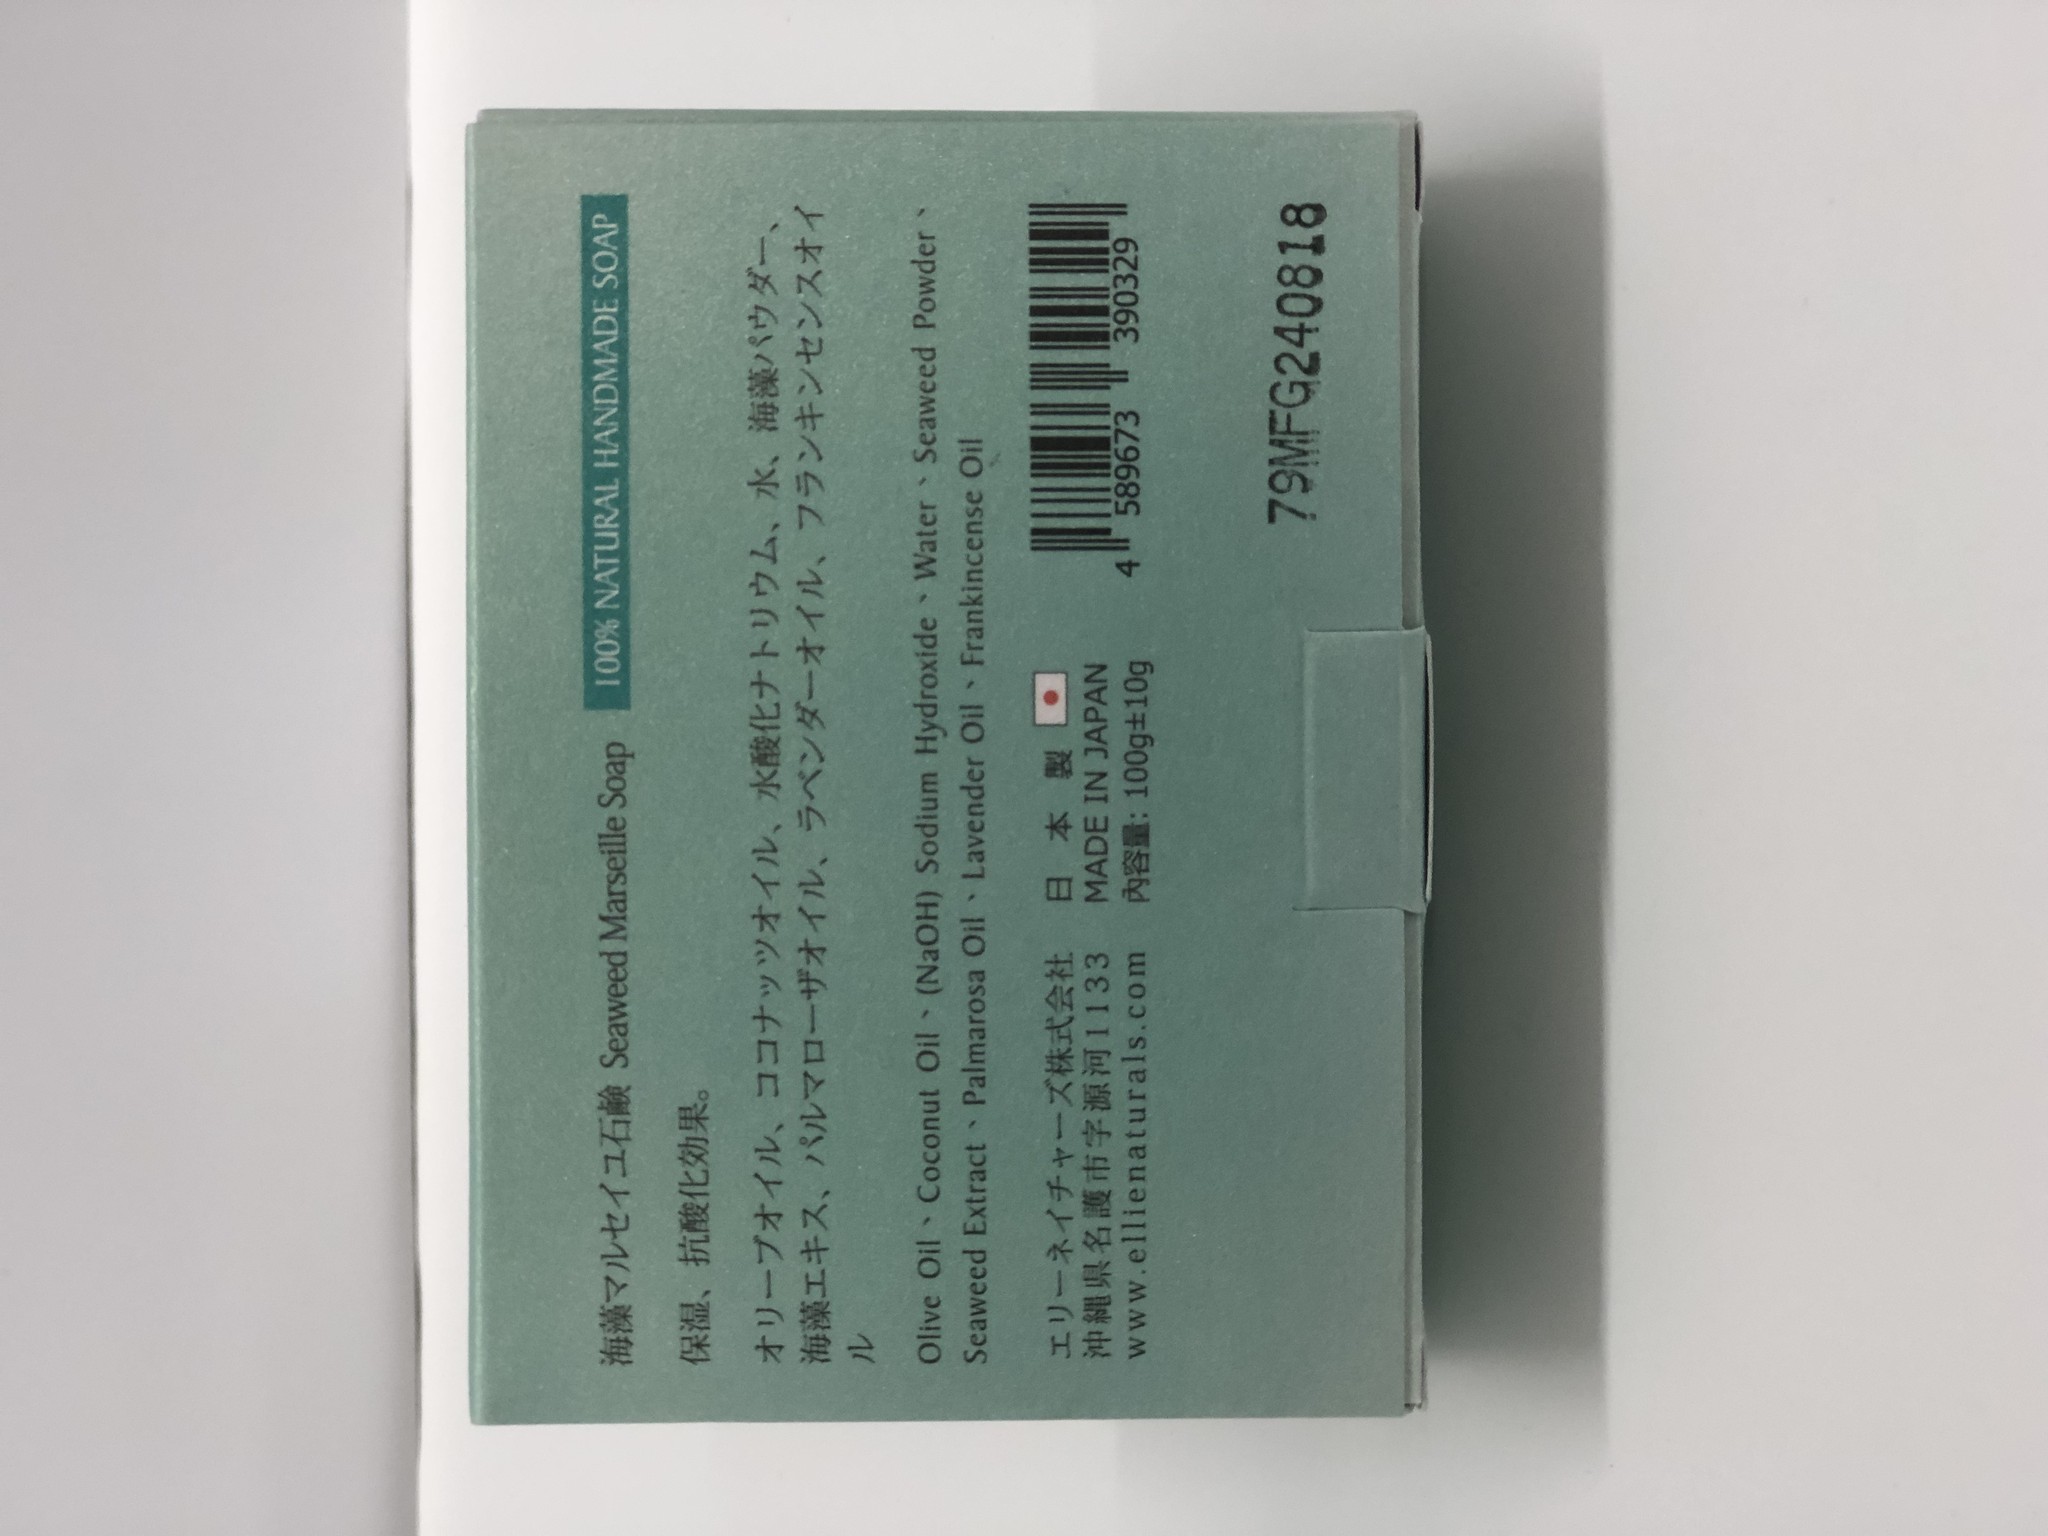 海藻マルセイユ石鹸 Seaweed Marseille Soap 100% NATURAL HANDMADE SOAP
保湿、抗酸化効果。
オリーブオイル、ココナッツオイル、水酸化ナトリウム、水、海藻パウダー、
海藻エキス、パルマローザオイル、ラベンダーオイル、フランキンセンスオイ
ル
Olive Oil、Coconut Oil、(NaOH) Sodium Hydroxide、Water、Seaweed Powder、
Seaweed Extract、Palmarosa Oil、Lavender Oil、Frankincense Oil
エリーネイチャーズ株式会社
沖縄県名護市字源河1133
www.ellienaturals.com
日本製
MADE IN JAPAN
內容量: 100g±10g
4 589673 390329
79MFG240818